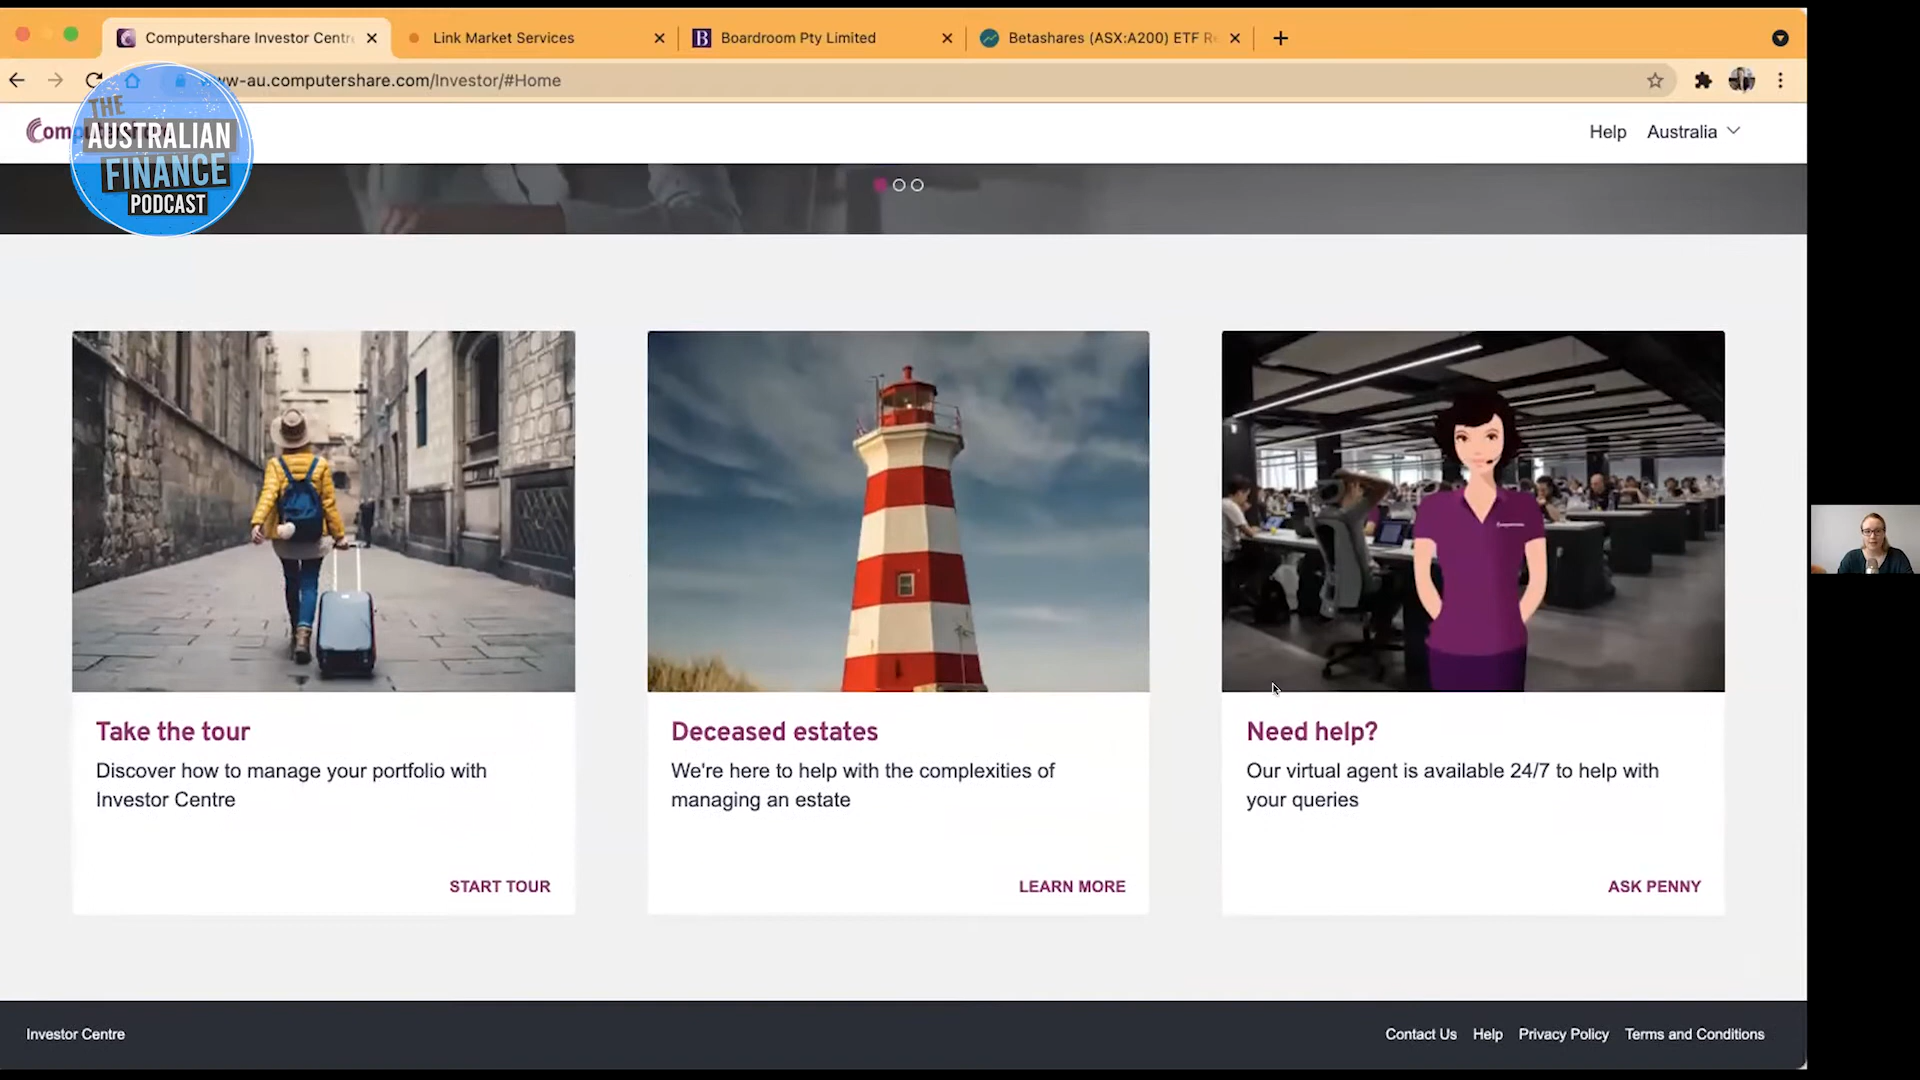 Computershare Investor Centr
Link Market Services
B
Boardroom Pty Limited
Betashares (ASX:A200) ETF R
w-au.computershare.com/Investor/#Home
THE
AUSTRALIAN
FINANCE
PODCAST
Help
Australia
Take the tour
Discover how to manage your portfolio with
Investor Centre
START TOUR
Deceased estates
We're here to help with the complexities of
managing an estate
LEARN MORE
Need help?
Our virtual agent is available 24/7 to help with
your queries
ASK PENNY
Investor Centre
Contact Us
Help
Privacy Policy
Terms and Conditions